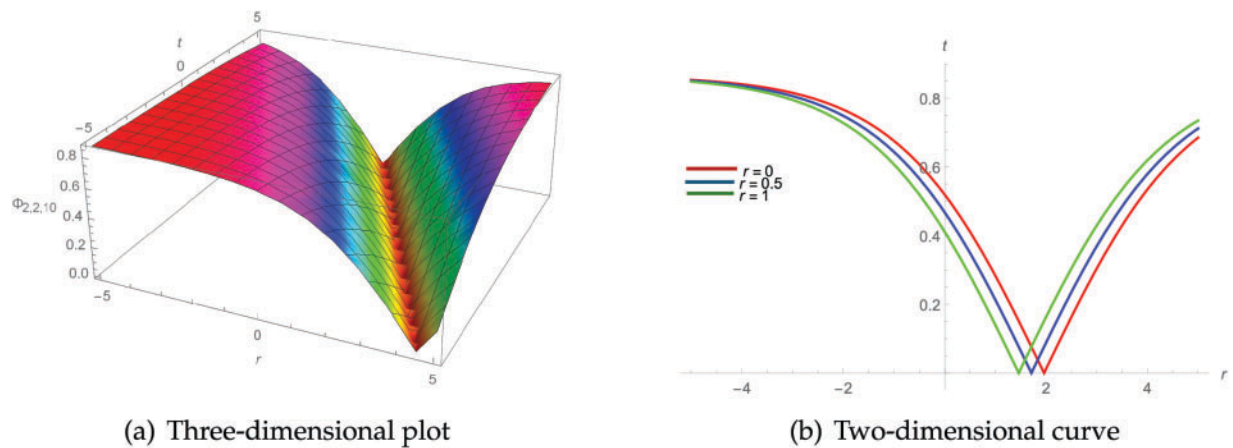 5
t
0
−5
0.8
0.6
Φ2,2,10
0.4
0.2
0.0
−5
0
r
5
t
0.8
0.6
r = 0
r = 0.5
r = 1
0.4
0.2
−4
−2
2
4
r
(a) Three-dimensional plot
(b) Two-dimensional curve